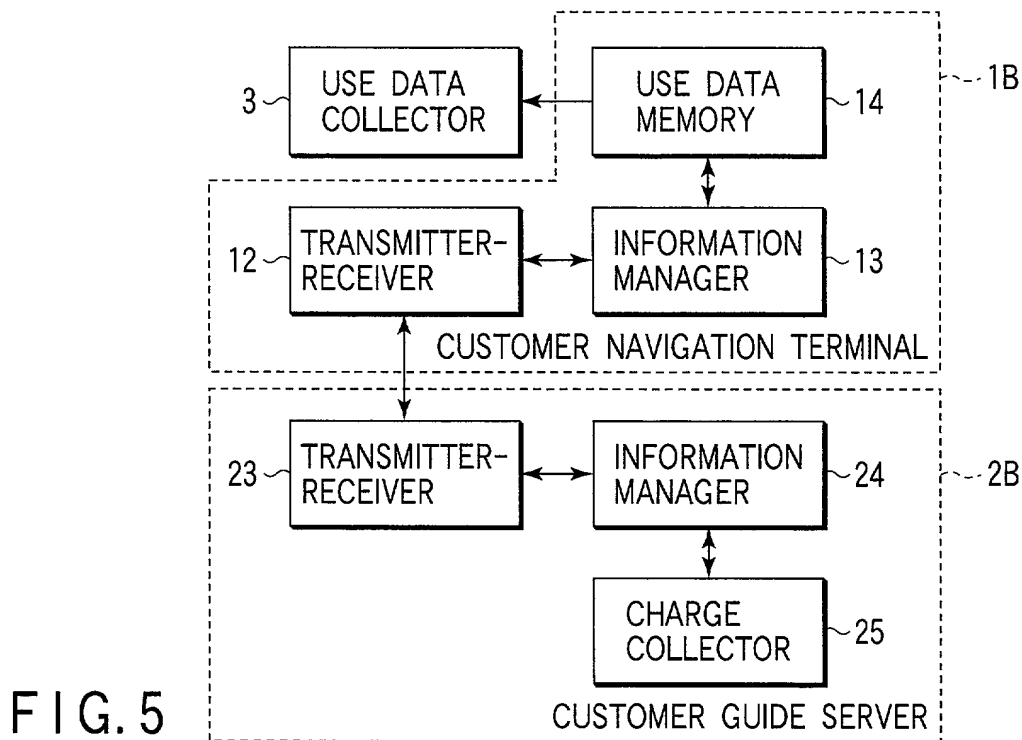 3
USE DATA
COLLECTOR
USE DATA
MEMORY
14
1B
12
TRANSMITTER-
RECEIVER
INFORMATION
MANAGER
13
CUSTOMER NAVIGATION TERMINAL
23
TRANSMITTER-
RECEIVER
INFORMATION
MANAGER
24
2B
CHARGE
COLLECTOR
25
CUSTOMER GUIDE SERVER
FIG. 5